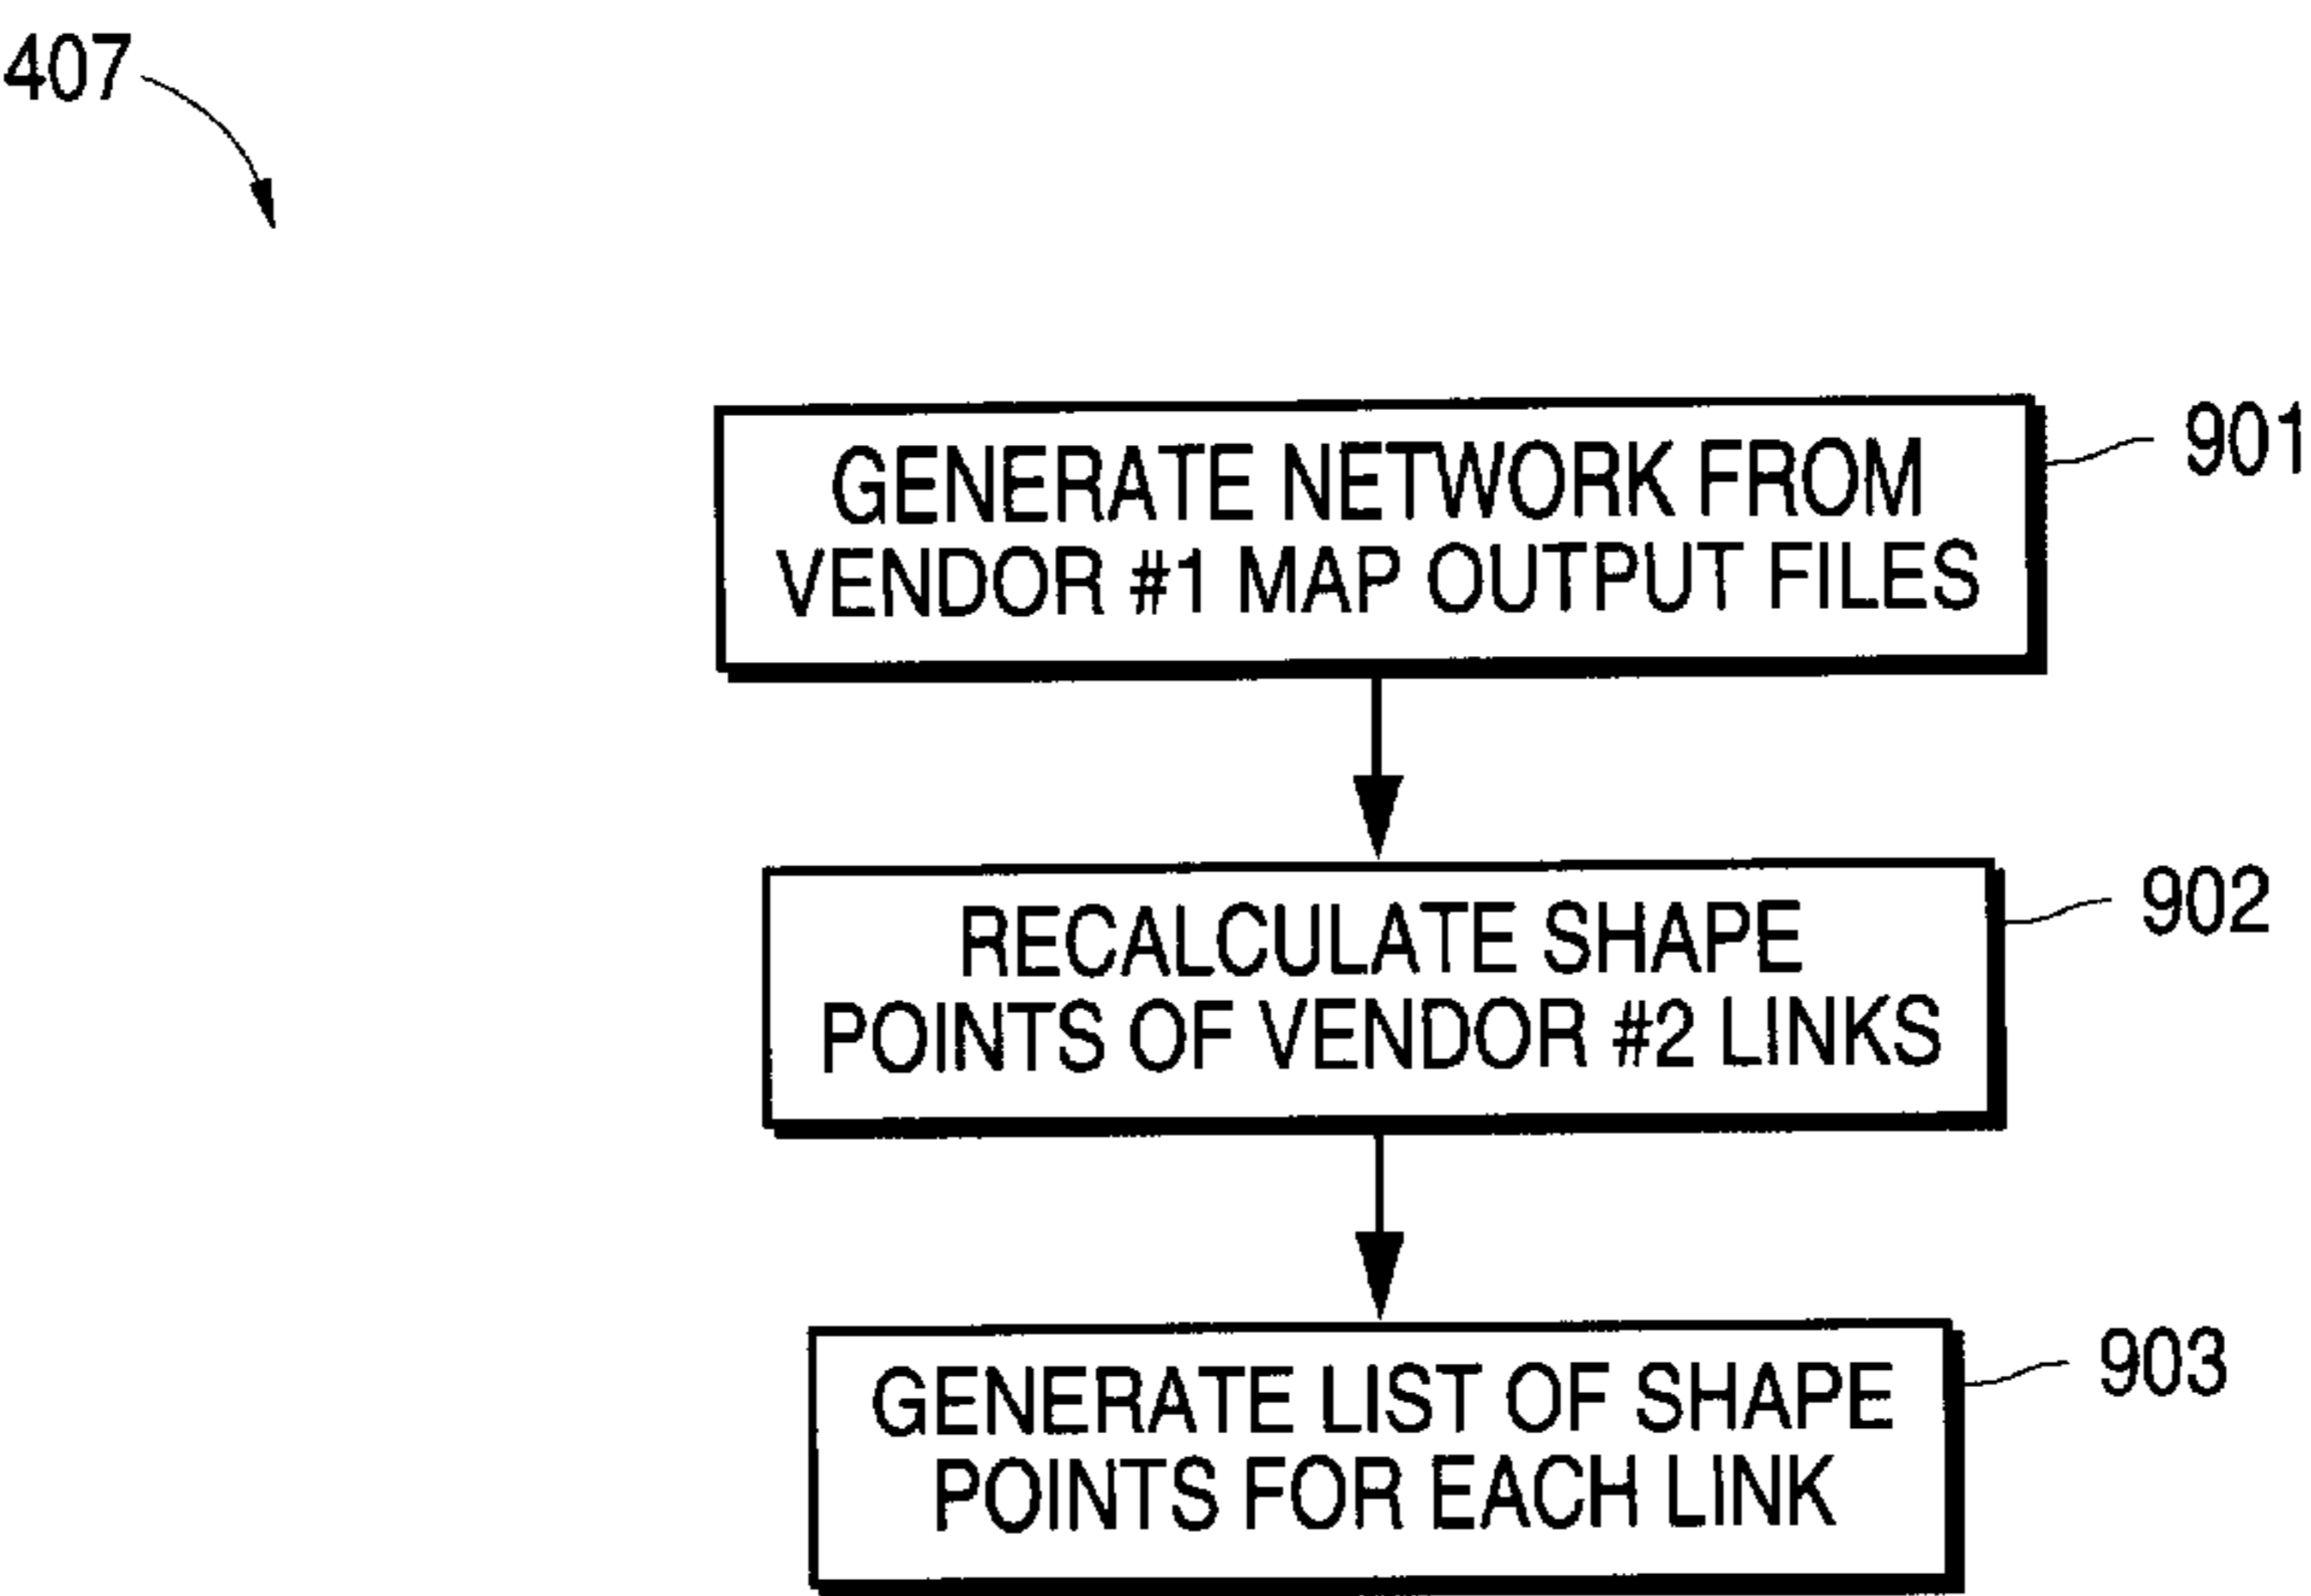 407
GENERATE NETWORK FROM
VENDOR #1 MAP OUTPUT FILES
901
RECALCULATE SHAPE
POINTS OF VENDOR #2 LINKS
902
GENERATE LIST OF SHAPE
POINTS FOR EACH LINK
903